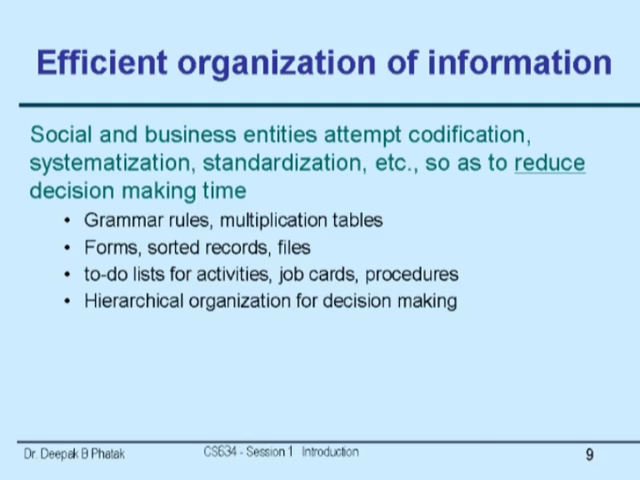 Efficient organization of information
Social and business entities attempt codification,
systematization, standardization, etc., so as to reduce
decision making time
• Grammar rules, multiplication tables
• Forms, sorted records, files
• to-do lists for activities, job cards, procedures
• Hierarchical organization for decision making
Dr. Deepak B Phatak
CS634 - Session 1 Introduction
9